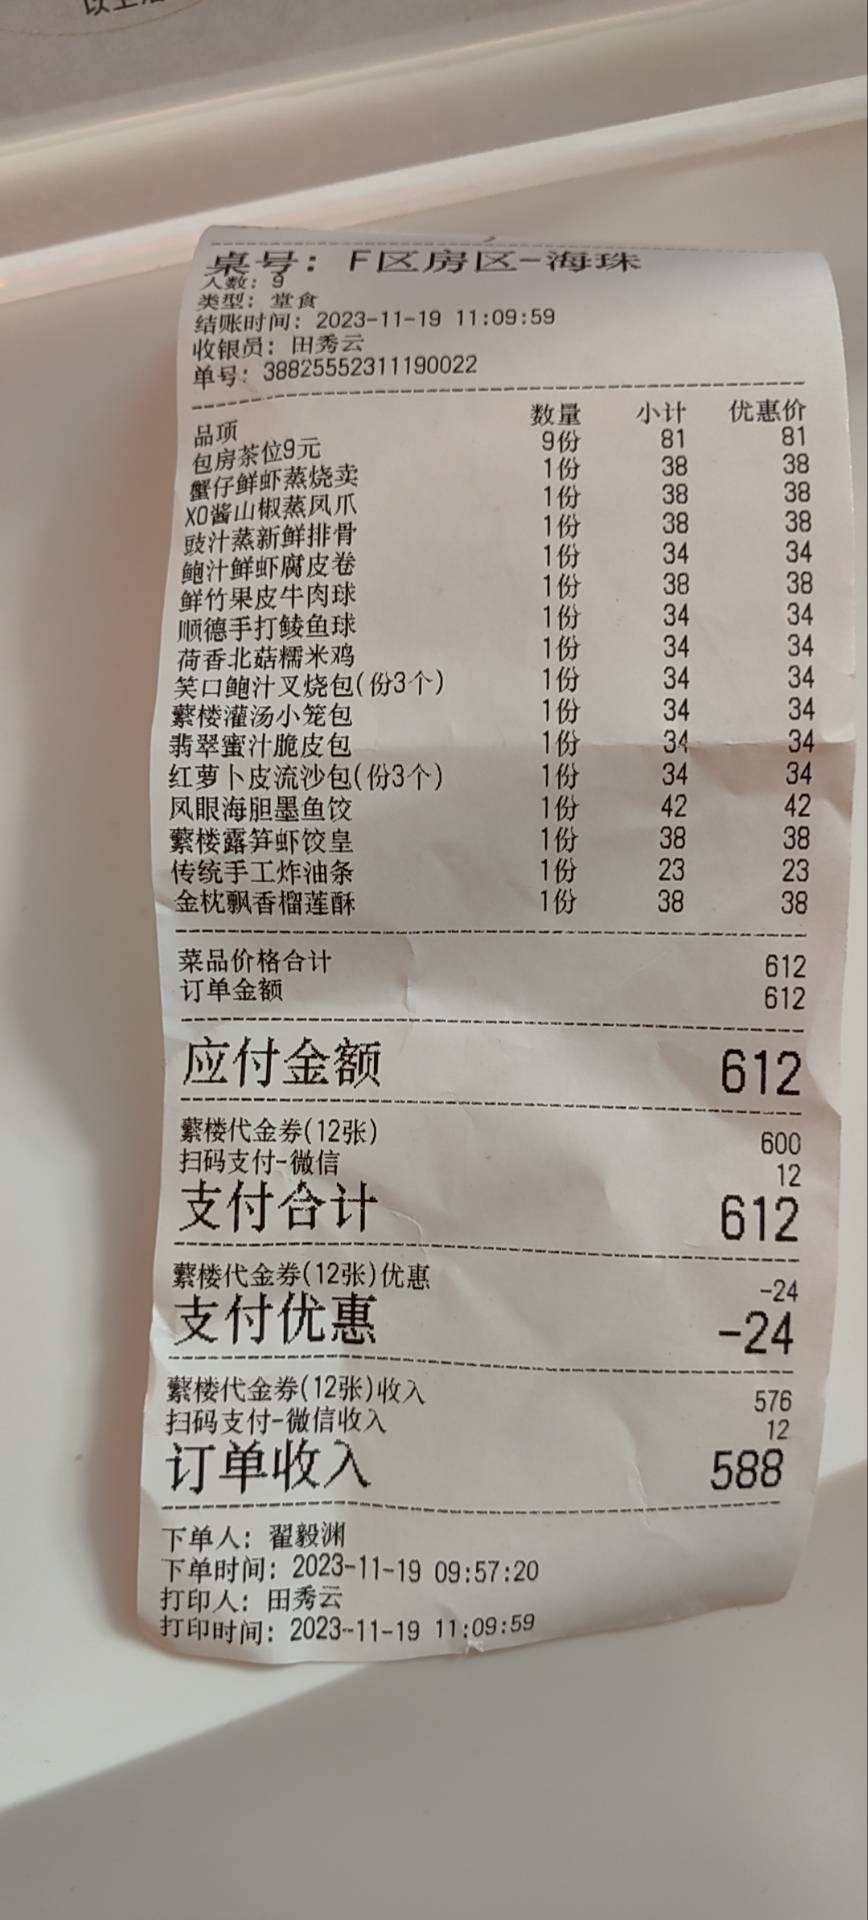 桌号: F区房区-海珠
人数: 9
类型: 堂食
结账时间: 2023-11-19 11:09:59
收银员: 田秀云
单号: 38825552311190022
品项 数量 小计 优惠价
包房茶位9元 9份 81 81
蟹仔鲜虾蒸烧卖 1份 38 38
XO酱山椒蒸凤爪 1份 38 38
豉汁蒸新鲜排骨 1份 38 38
鲍汁鲜虾腐皮卷 1份 34 34
鲜竹果皮牛肉球 1份 38 38
顺德手打鲮鱼球 1份 34 34
荷香北菇糯米鸡 1份 34 34
笑口鲍汁叉烧包(份3个) 1份 34 34
蘩楼灌汤小笼包 1份 34 34
翡翠蜜汁脆皮包 1份 34 34
红萝卜皮流沙包(份3个) 1份 34 34
凤眼海胆墨鱼饺 1份 42 42
蘩楼露笋虾饺皇 1份 38 38
传统手工炸油条 1份 23 23
金枕飘香榴莲酥 1份 38 38
菜品价格合计 612
订单金额 612
应付金额 612
蘩楼代金券(12张) 600
扫码支付-微信 12
支付合计 612
蘩楼代金券(12张)优惠 -24
支付优惠 -24
蘩楼代金券(12张)收入 576
扫码支付-微信收入 12
订单收入 588
下单人: 翟毅渊
下单时间: 2023-11-19 09:57:20
打印人: 田秀云
打印时间: 2023-11-19 11:09:59